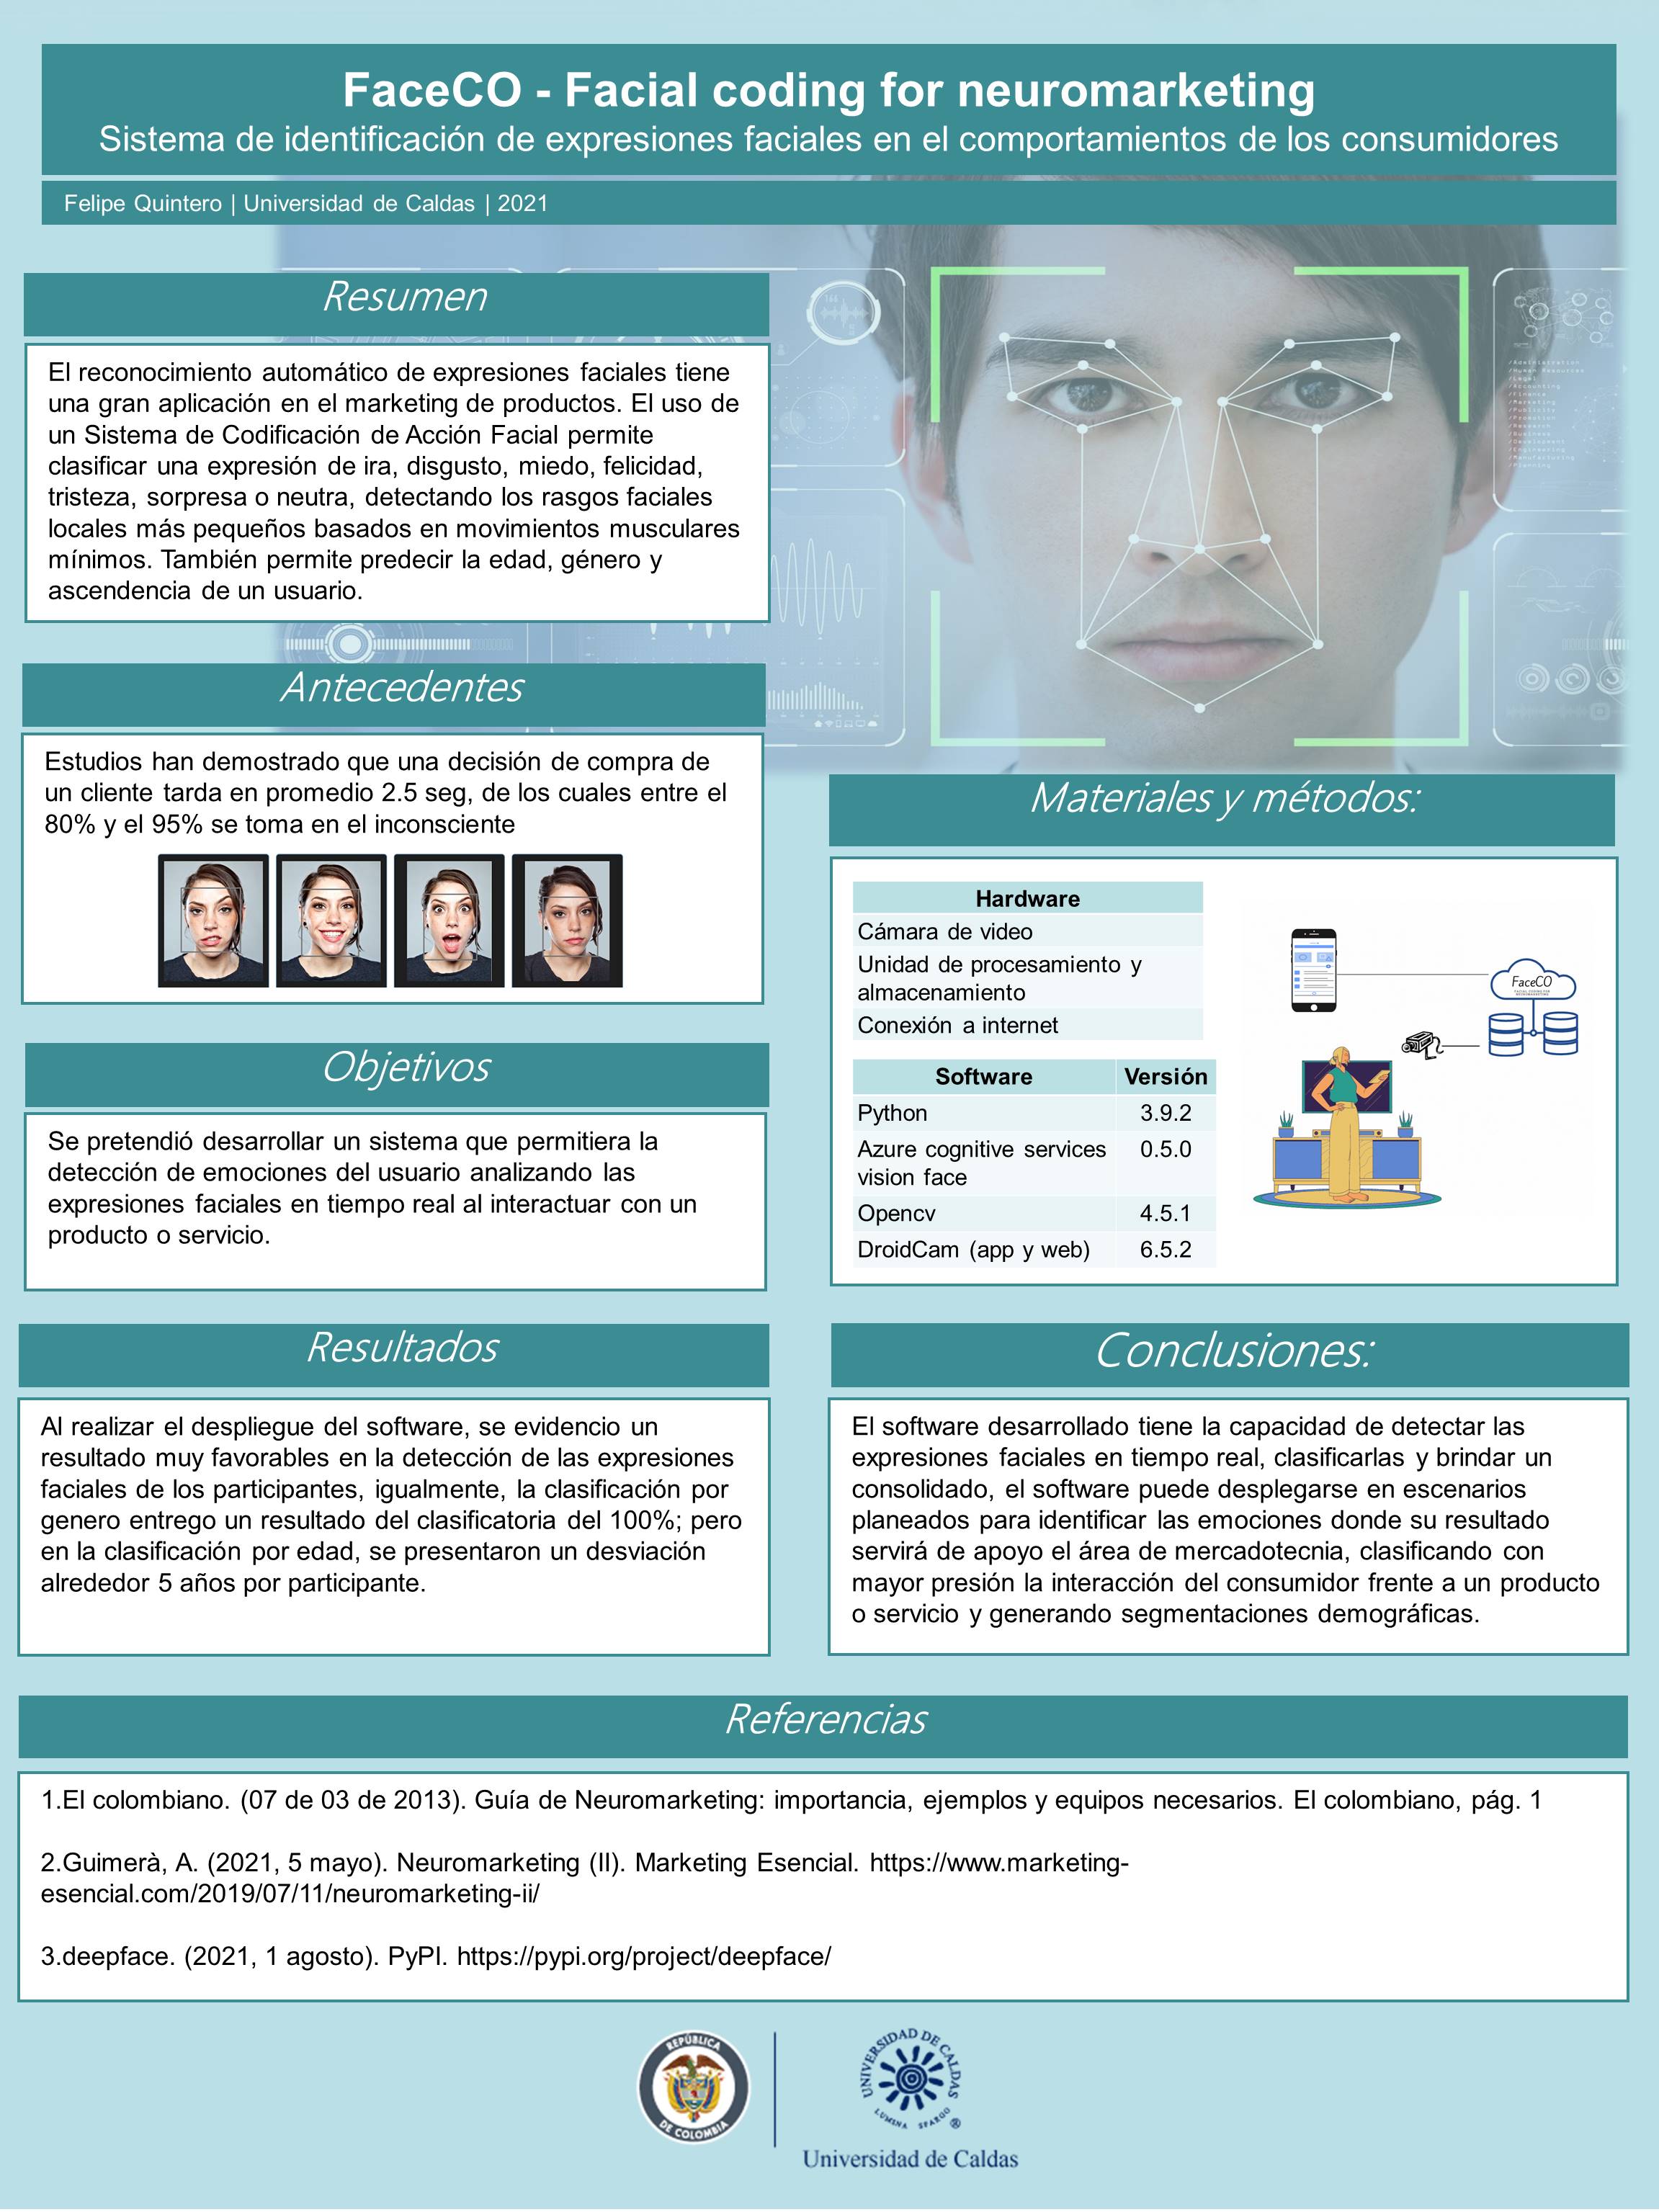 FaceCO - Facial coding for neuromarketing
Sistema de identificación de expresiones faciales en el comportamientos de los consumidores
Felipe Quintero | Universidad de Caldas | 2021
Resumen
El reconocimiento automático de expresiones faciales tiene
una gran aplicación en el marketing de productos. El uso de
un Sistema de Codificación de Acción Facial permite
clasificar una expresión de ira, disgusto, miedo, felicidad,
tristeza, sorpresa o neutra, detectando los rasgos faciales
locales más pequeños basados en movimientos musculares
mínimos. También permite predecir la edad, género y
ascendencia de un usuario.
Antecedentes
Estudios han demostrado que una decisión de compra de
un cliente tarda en promedio 2.5 seg, de los cuales entre el
80% y el 95% se toma en el inconsciente
Objetivos
Se pretendió desarrollar un sistema que permitiera la
detección de emociones del usuario analizando las
expresiones faciales en tiempo real al interactuar con un
producto o servicio.
Materiales y métodos:
Hardware
Cámara de video
Unidad de procesamiento y
almacenamiento
Conexión a internet
Software Versión
Python 3.9.2
Azure cognitive services 0.5.0
vision face
Opencv 4.5.1
DroidCam (app y web) 6.5.2
FaceCO
Resultados
Al realizar el despliegue del software, se evidencio un
resultado muy favorables en la detección de las expresiones
faciales de los participantes, igualmente, la clasificación por
genero entrego un resultado del clasificatoria del 100%; pero
en la clasificación por edad, se presentaron un desviación
alrededor 5 años por participante.
Conclusiones:
El software desarrollado tiene la capacidad de detectar las
expresiones faciales en tiempo real, clasificarlas y brindar un
consolidado, el software puede desplegarse en escenarios
planeados para identificar las emociones donde su resultado
servirá de apoyo el área de mercadotecnia, clasificando con
mayor presión la interacción del consumidor frente a un producto
o servicio y generando segmentaciones demográficas.
Referencias
1.El colombiano. (07 de 03 de 2013). Guía de Neuromarketing: importancia, ejemplos y equipos necesarios. El colombiano, pág. 1
2.Guimerà, A. (2021, 5 mayo). Neuromarketing (II). Marketing Esencial. https://www.marketing-
esencial.com/2019/07/11/neuromarketing-ii/
3.deepface. (2021, 1 agosto). PyPI. https://pypi.org/project/deepface/
REPÚBLICA
DE COLOMBIA
UNIVERSIDAD DE CALDAS
LUMINA SPARGO
®
Universidad de Caldas